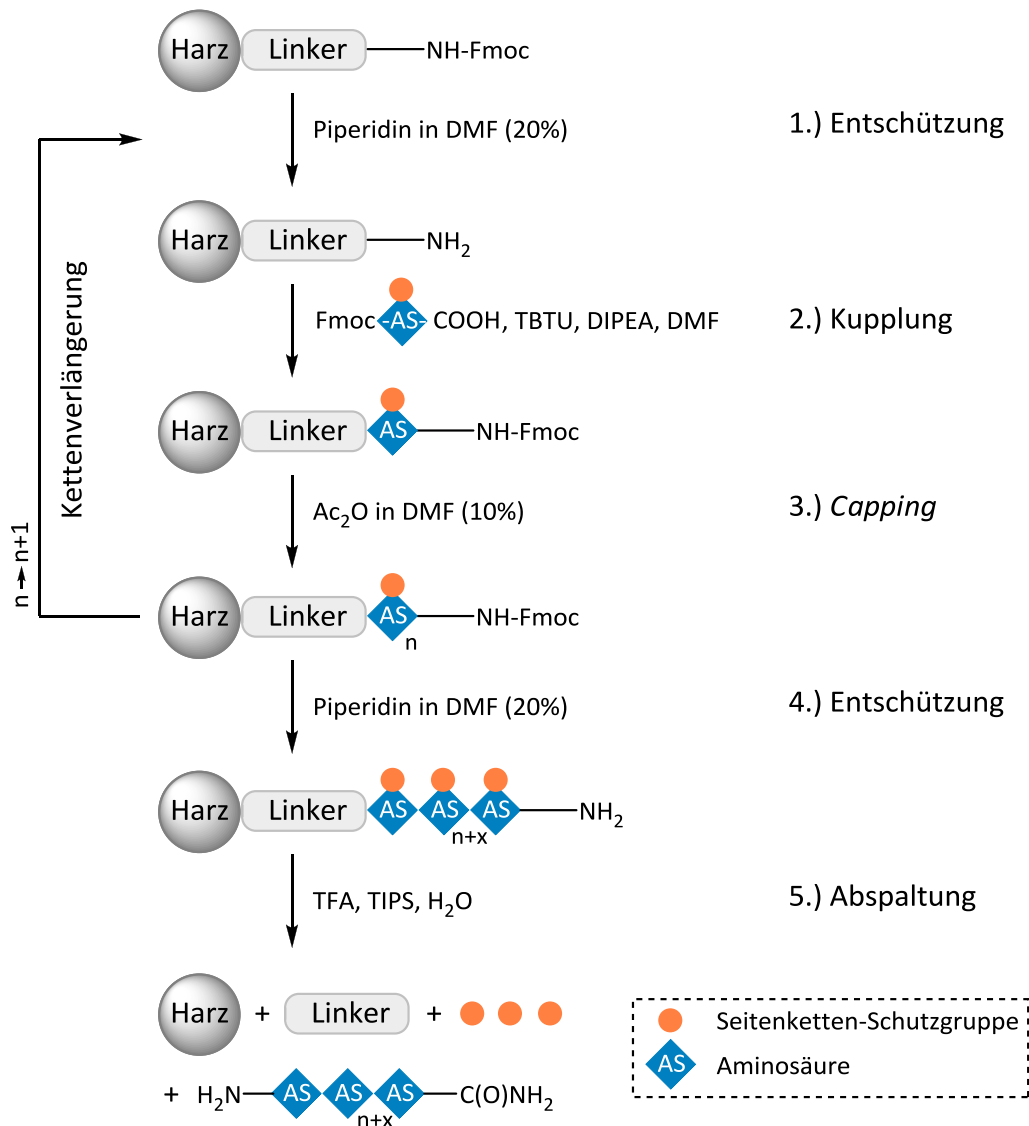 Harz Linker NH-Fmoc
Piperidin in DMF (20%) 1.) Entschützung
Harz Linker NH₂
Fmoc -AS- COOH, TBTU, DIPEA, DMF 2.) Kupplung
Harz Linker AS NH-Fmoc
Ac₂O in DMF (10%) 3.) Capping
Harz Linker AS n NH-Fmoc
Kettenverlängerung
n→n+1
Piperidin in DMF (20%) 4.) Entschützung
Harz Linker AS AS AS n+x NH₂
TFA, TIPS, H₂O 5.) Abspaltung
Harz + Linker +
+ H₂N AS AS AS n+x C(O)NH₂
Seitenketten-Schutzgruppe
AS Aminosäure